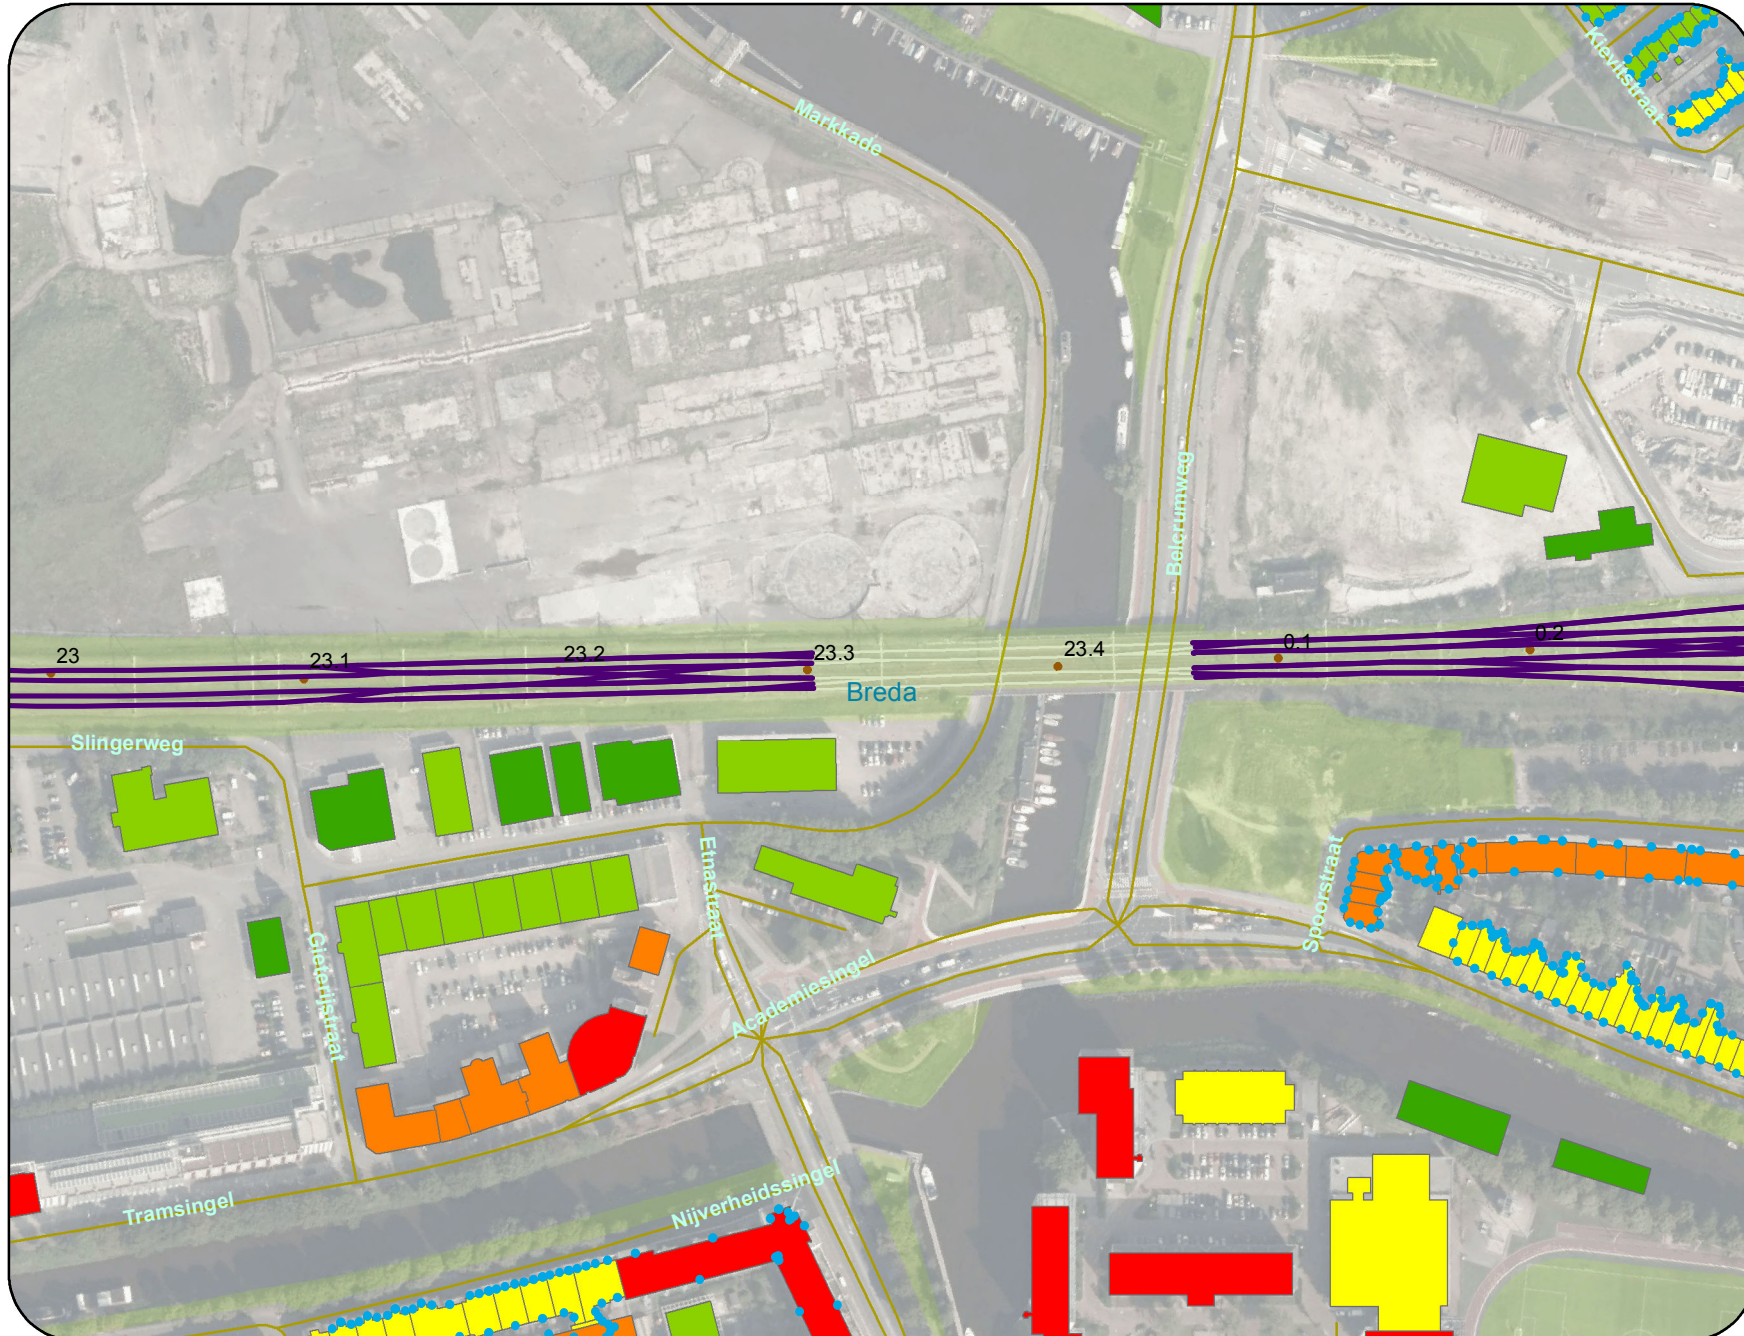 Kievitstraat
Markkade
Belcrumweg
23
23.1
23.2
23.3
23.4
0.1
0.2
Breda
Slingerweg
Etnastraat
Spoorstraat
Gieterijstraat
Academiesingel
Nijverheidssingel
Tramsingel